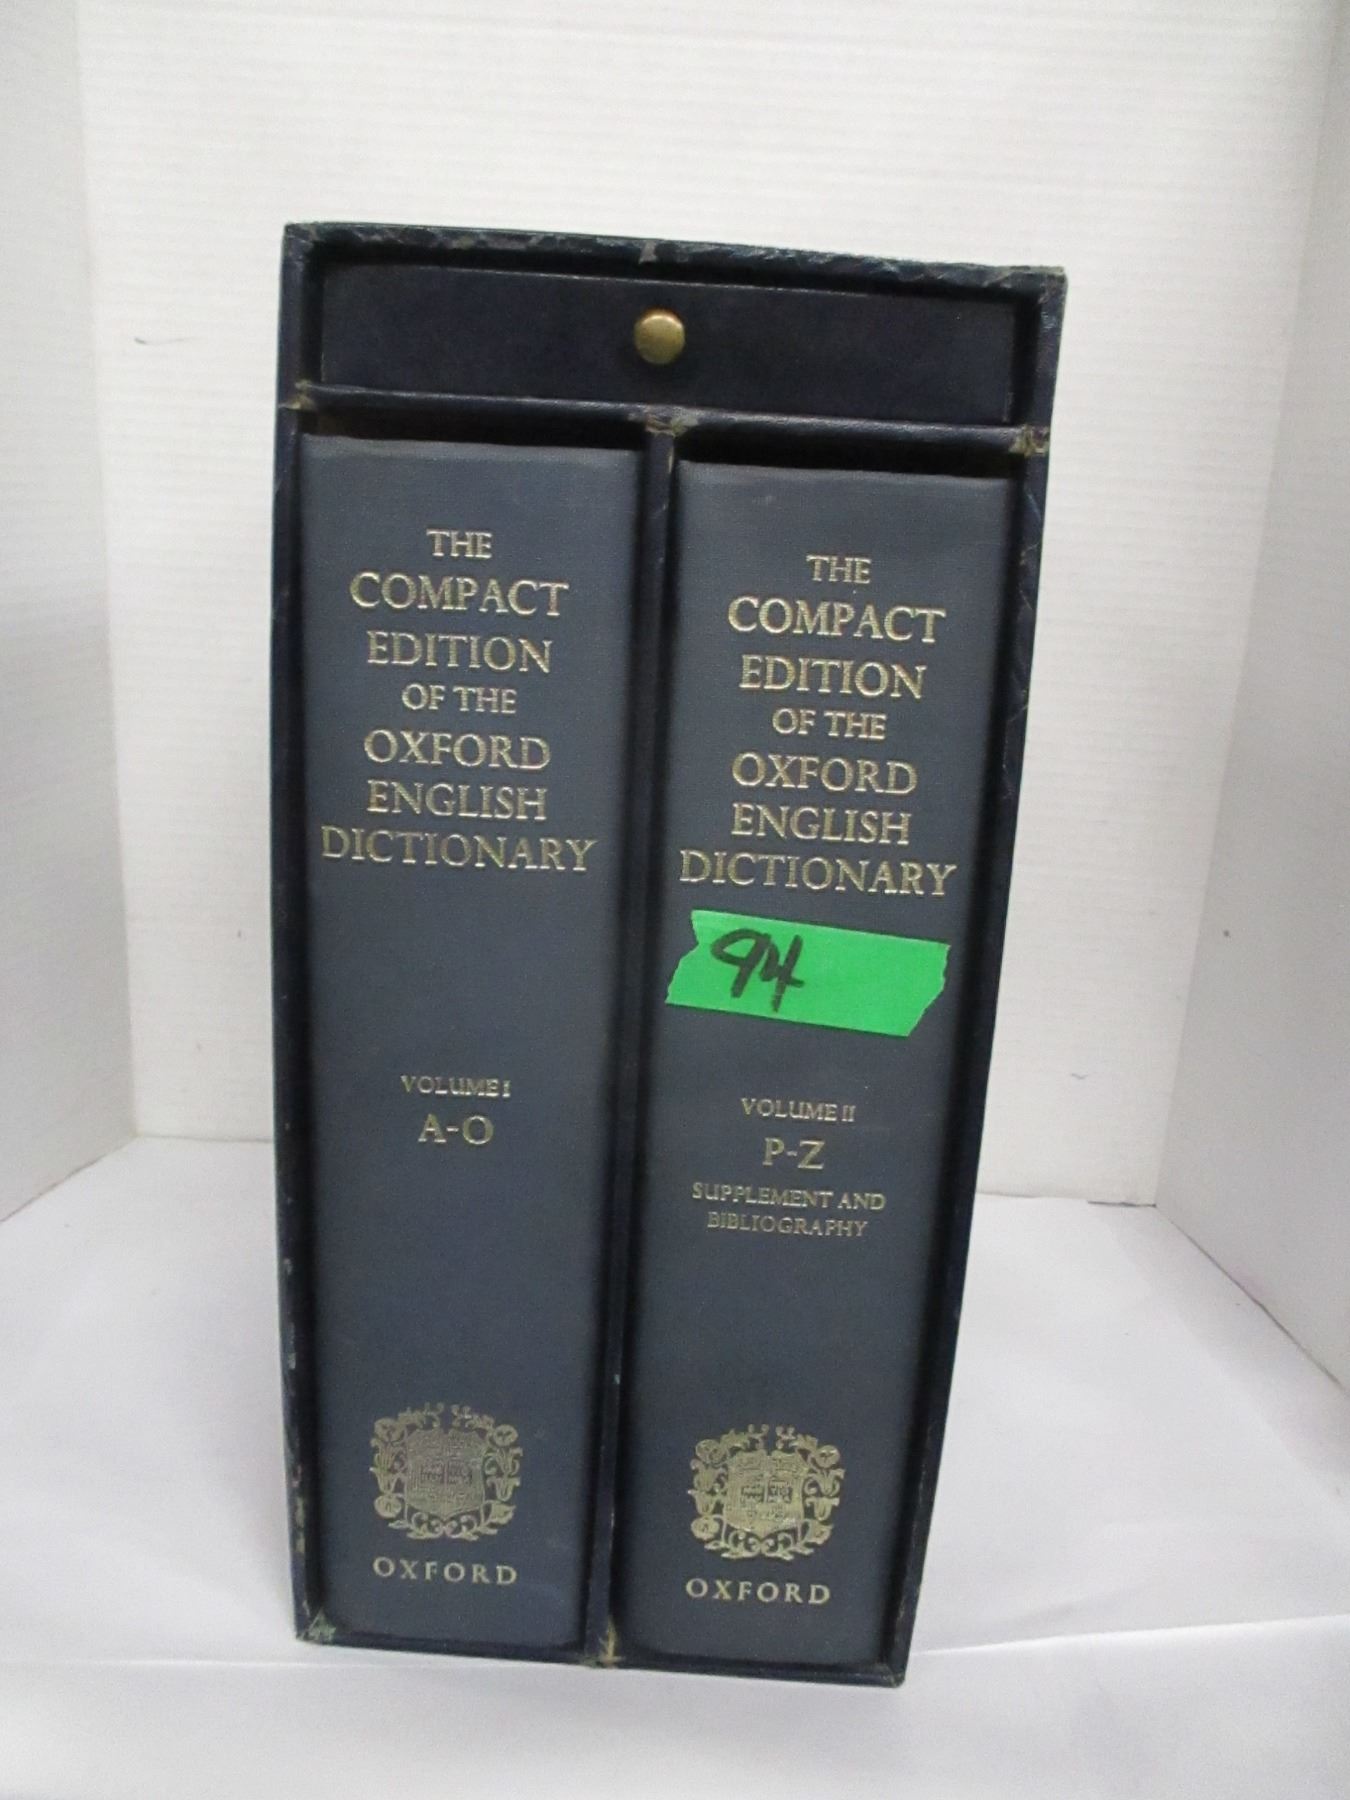 THE
COMPACT
EDITION
OF THE
OXFORD
ENGLISH
DICTIONARY
VOLUME I
A-O
OXFORD
THE
COMPACT
EDITION
OF THE
OXFORD
ENGLISH
DICTIONARY
94
VOLUME II
P-Z
SUPPLEMENT AND
BIBLIOGRAPHY
OXFORD